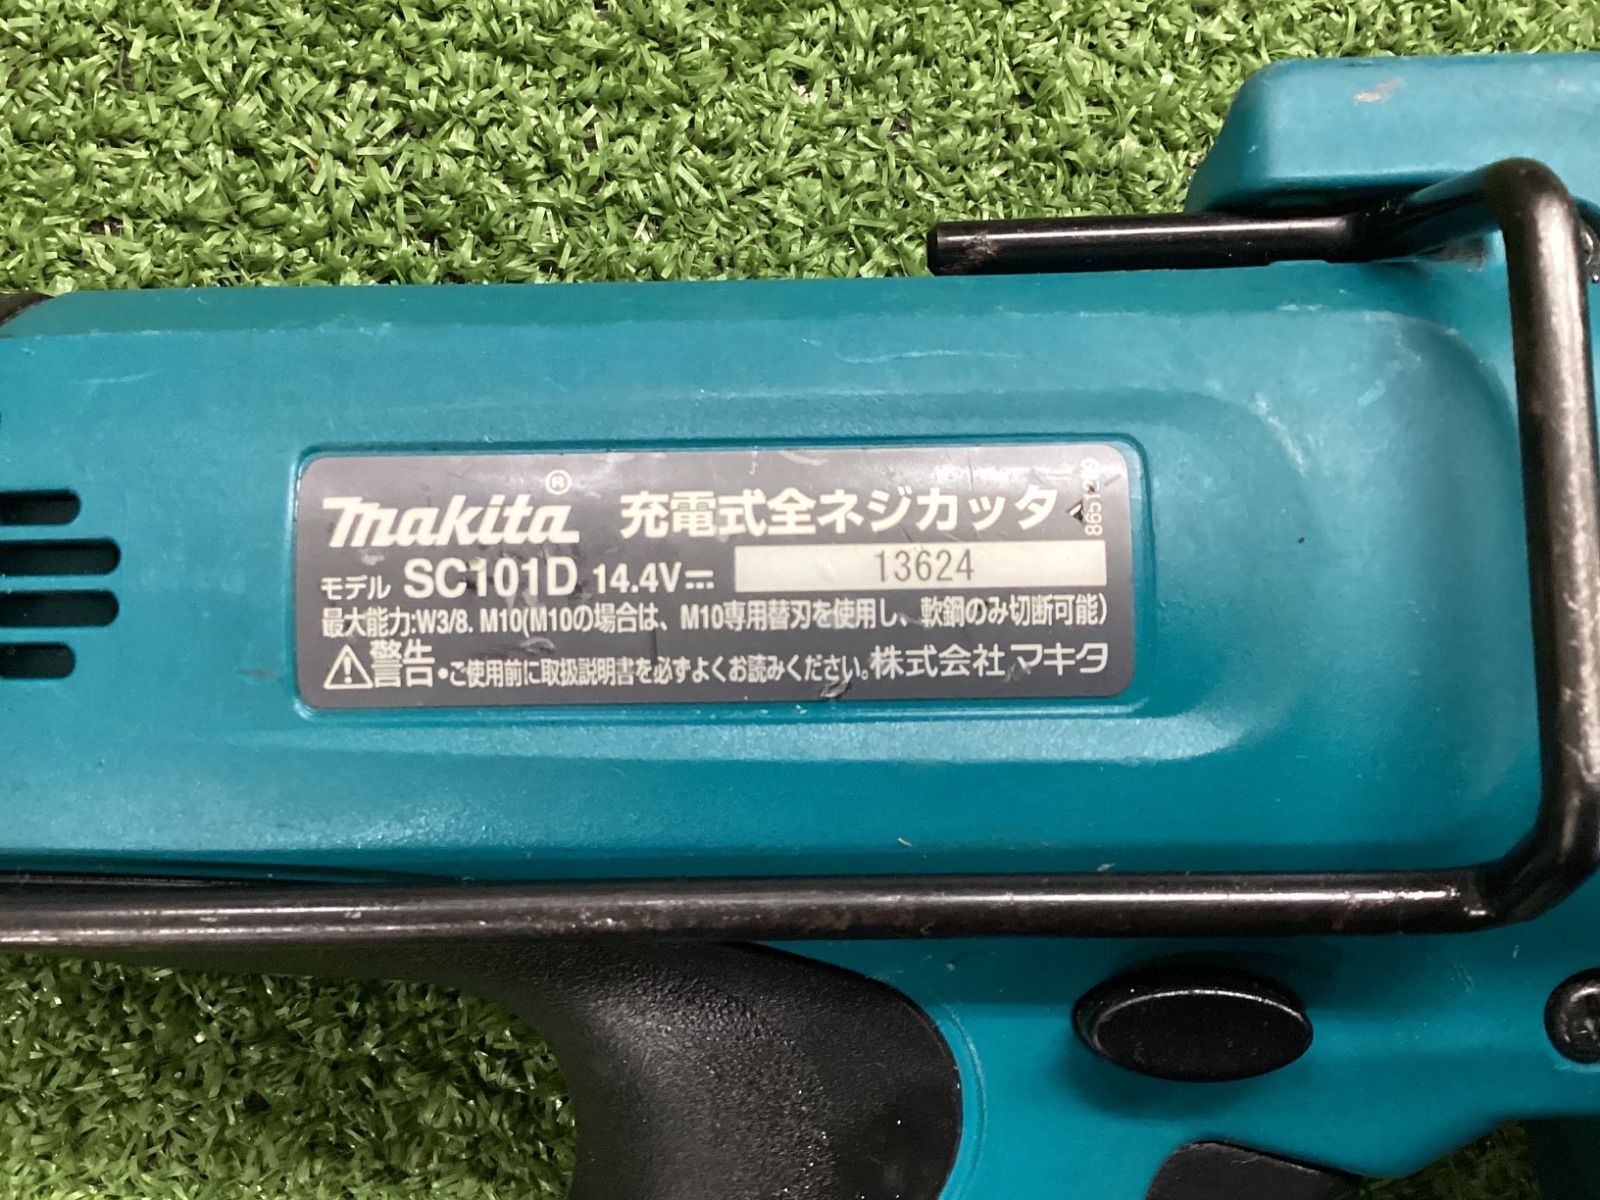 makita® 充電式全ネジカッタ
モデル SC101D 14.4V 13624
最大能力:W3/8. M10(M10の場合は、M10専用替刃を使用し、軟鋼のみ切断可能)
⚠警告・ご使用前に取扱説明書を必ずよくお読みください。株式会社マキタ